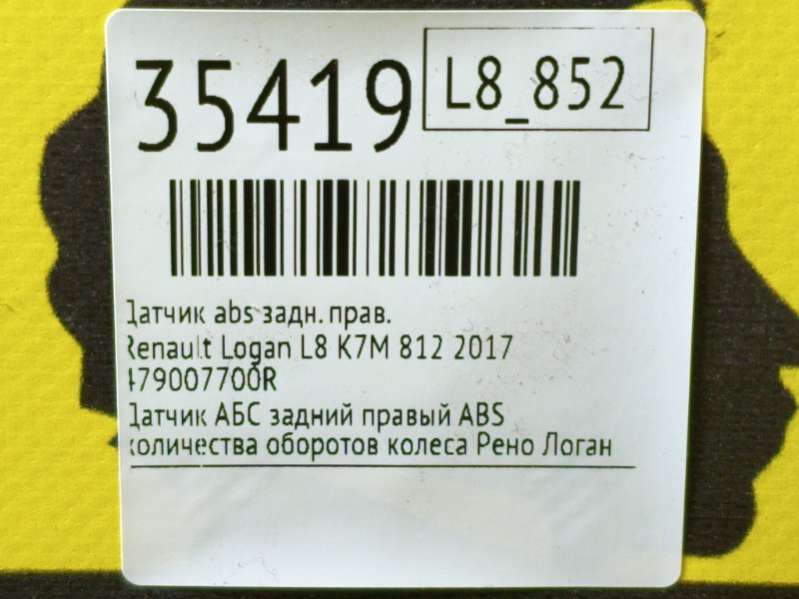 35419
L8_852
Датчик abs задн. прав.
Renault Logan L8 K7M 812 2017
479007700R
Датчик АБС задний правый ABS
количества оборотов колеса Рено Логан